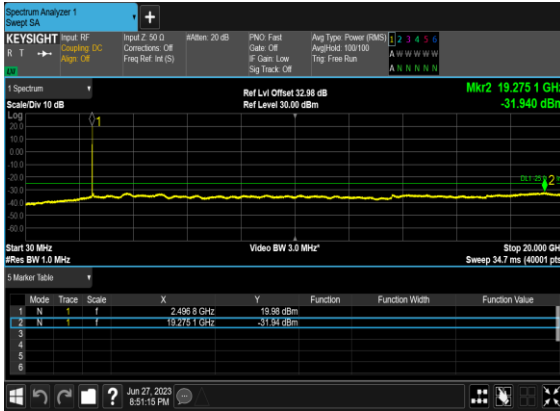 Spectrum Analyzer 1
Swept SA
+
KEYSIGHT Input: RF Input Z: 50 Ω #Atten: 20 dB PNO: Fast Avg Type: Power (RMS) 1 2 3 4 5 6
R T Coupling: DC Corrections: Off Gate: Off Avg|Hold: 100/100 A W W W W W
Align: Off Freq Ref: Int (S) IF Gain: Low Trig: Free Run
Sig Track: Off A N N N N N
1 Spectrum Ref Lvl Offset 32.98 dB Mkr2 19.275 1 GHz
Scale/Div 10 dB Ref Level 30.00 dBm -31.940 dBm
Log
20.0
10.0
0.00
-10.0
-20.0
-30.0
-40.0
-50.0
-60.0
1
2
Start 30 MHz Video BW 3.0 MHz* Stop 20.000 GH
#Res BW 1.0 MHz Sweep 34.7 ms (40001 pts
5 Marker Table
Mode Trace Scale X Y Function Function Width Function Value
1 N 1 f 2.496 8 GHz 19.98 dBm
2 N 1 f 19.275 1 GHz -31.94 dBm
3
4
5
6
? Jun 27, 2023
8:51:15 PM